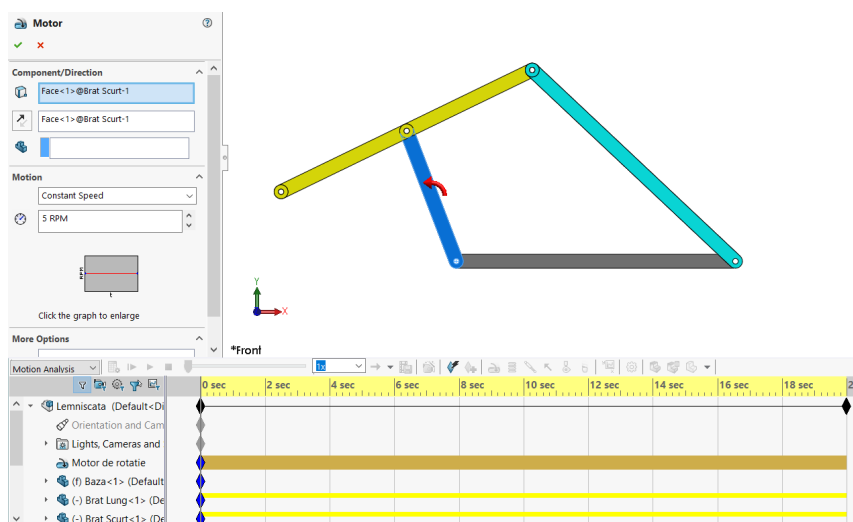 Motor
Component/Direction
Face<1>@Brat Scurt-1
Face<1>@Brat Scurt-1
Motion
Constant Speed
5 RPM
RPM
t
Click the graph to enlarge
More Options
Y
X
*Front
Motion Analysis
1x
0 sec 2 sec 4 sec 6 sec 8 sec 10 sec 12 sec 14 sec 16 sec 18 sec 2
Lemniscata (Default<Di
Orientation and Cam
Lights, Cameras and
Motor de rotatie
(f) Baza<1> (Default
(-) Brat Lung<1> (De
(-) Brat Scurt<1> (De